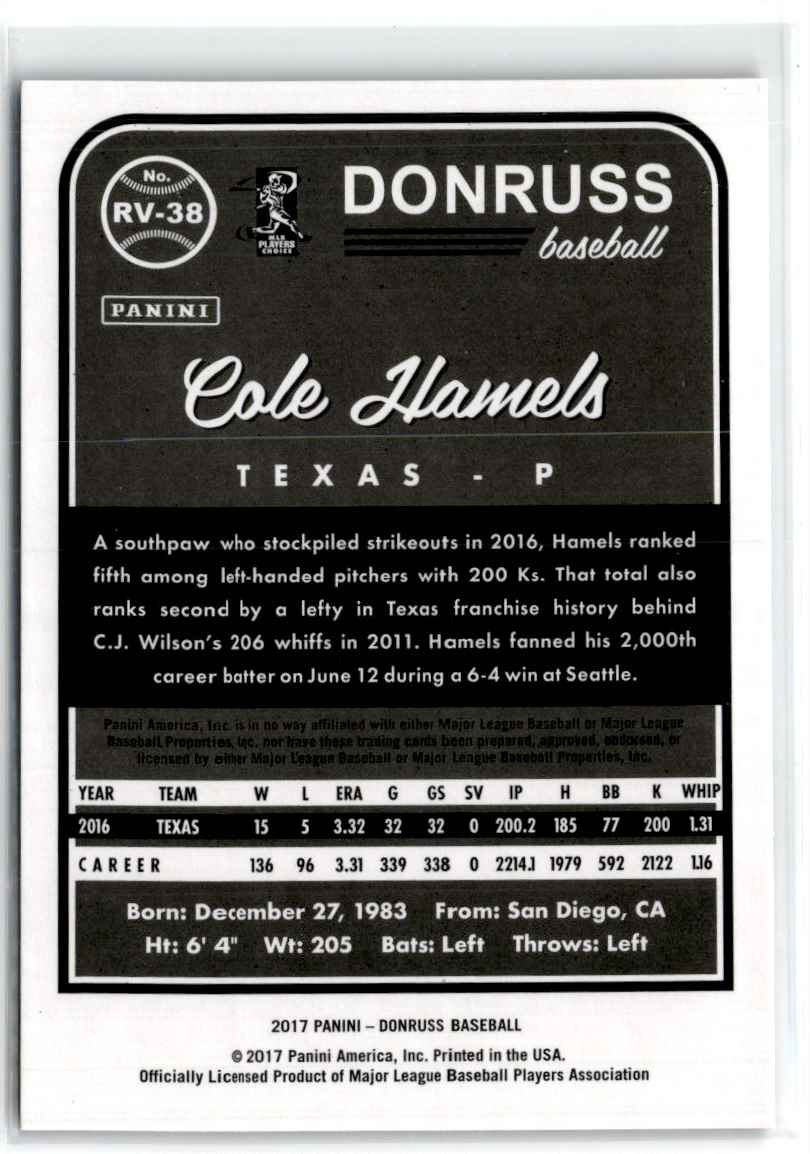 No.
RV-38
MLB
PLAYERS
CHOICE
DONRUSS
baseball
PANINI
Cole Hamels
TEXAS - P
A southpaw who stockpiled strikeouts in 2016, Hamels ranked
fifth among left-handed pitchers with 200 Ks. That total also
ranks second by a lefty in Texas franchise history behind
C.J. Wilson's 206 whiffs in 2011. Hamels fanned his 2,000th
career batter on June 12 during a 6-4 win at Seattle.
Panini America, Inc. is in no way affiliated with either Major League Baseball or Major League
Baseball Properties, Inc. nor have these trading cards been prepared, approved, endorsed, or
licensed by either Major League Baseball or Major League Baseball Properties, Inc.
YEAR TEAM W L ERA G GS SV IP H BB K WHIP
2016 TEXAS 15 5 3.32 32 32 0 200.2 185 77 200 1.31
CAREER 136 96 3.31 339 338 0 2214.1 1979 592 2122 1.16
Born: December 27, 1983 From: San Diego, CA
Ht: 6' 4" Wt: 205 Bats: Left Throws: Left
2017 PANINI – DONRUSS BASEBALL
© 2017 Panini America, Inc. Printed in the USA.
Officially Licensed Product of Major League Baseball Players Association